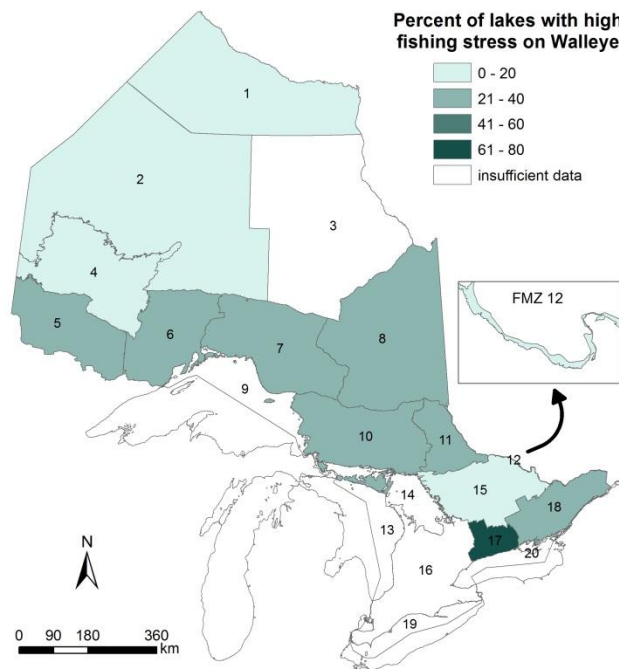 Percent of lakes with high
fishing stress on Walleye
0 - 20
21 - 40
41 - 60
61 - 80
insufficient data
1
2
3
4
5
6
7
8
9
10
11
12
FMZ 12
13
14
15
16
17
18
19
20
N
0 90 180 360
km